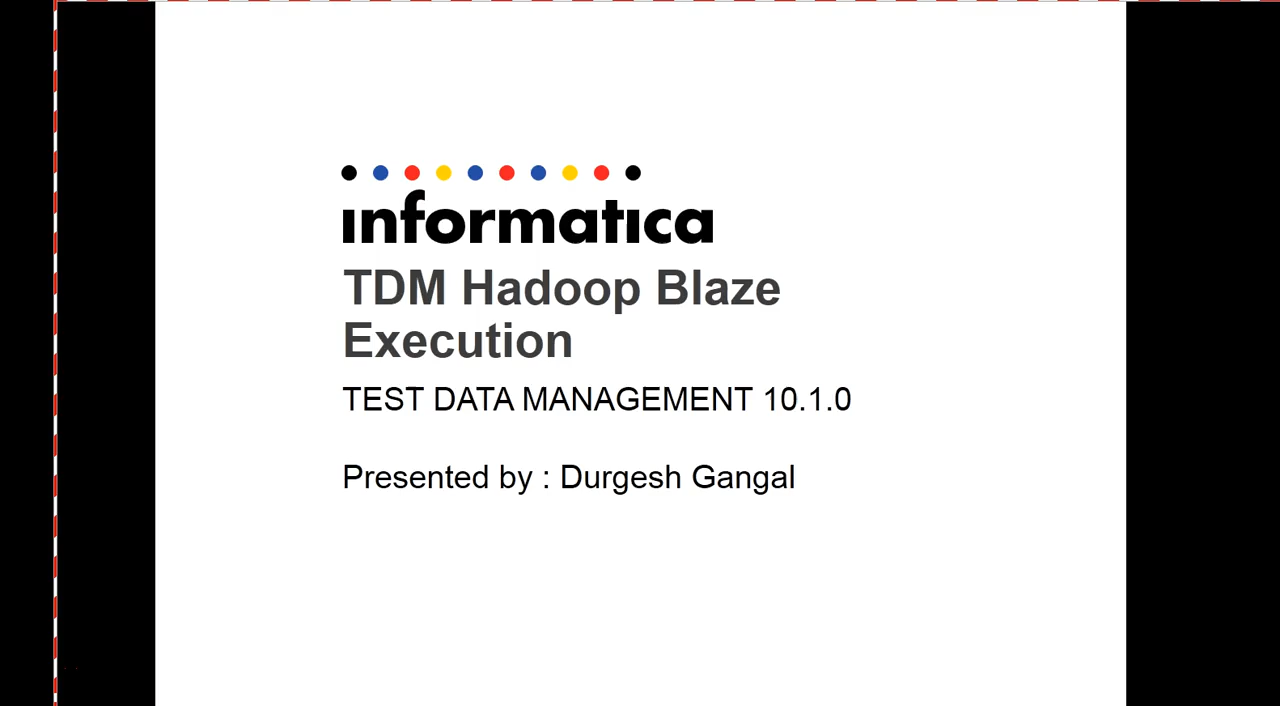 informatica
TDM Hadoop Blaze
Execution
TEST DATA MANAGEMENT 10.1.0
Presented by : Durgesh Gangal